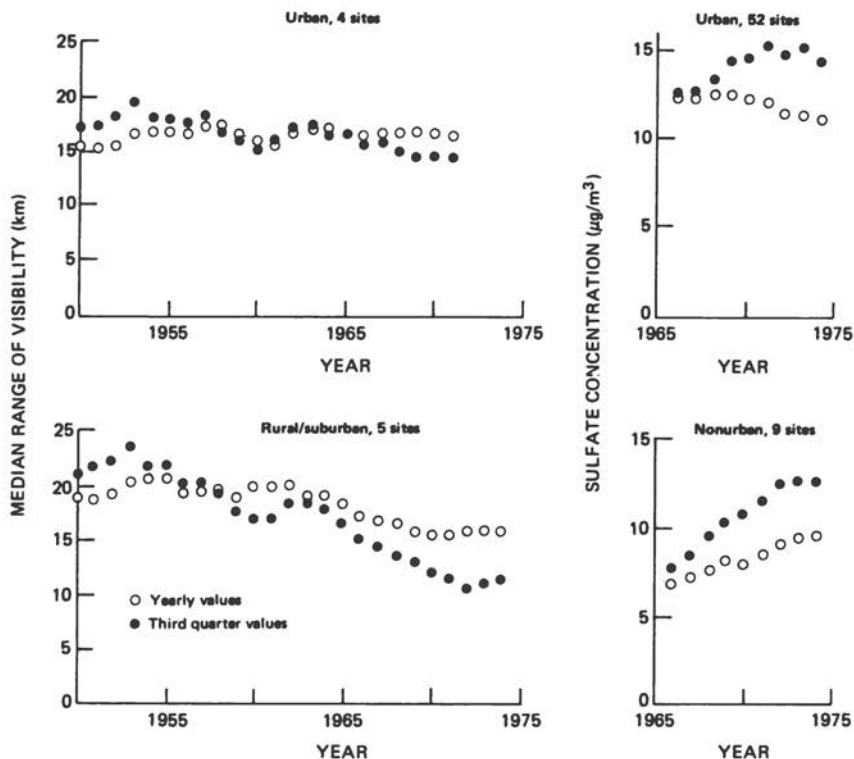 Urban, 4 sites
25
20
15
10
5
0
1955
1965
1975
YEAR
MEDIAN RANGE OF VISIBILITY (km)
Rural/suburban, 5 sites
25
20
15
10
5
0
○ Yearly values
● Third quarter values
1955
1965
1975
YEAR
Urban, 52 sites
15
10
5
0
1965
1975
YEAR
SULFATE CONCENTRATION (μg/m³)
Nonurban, 9 sites
15
10
5
0
1965
1975
YEAR